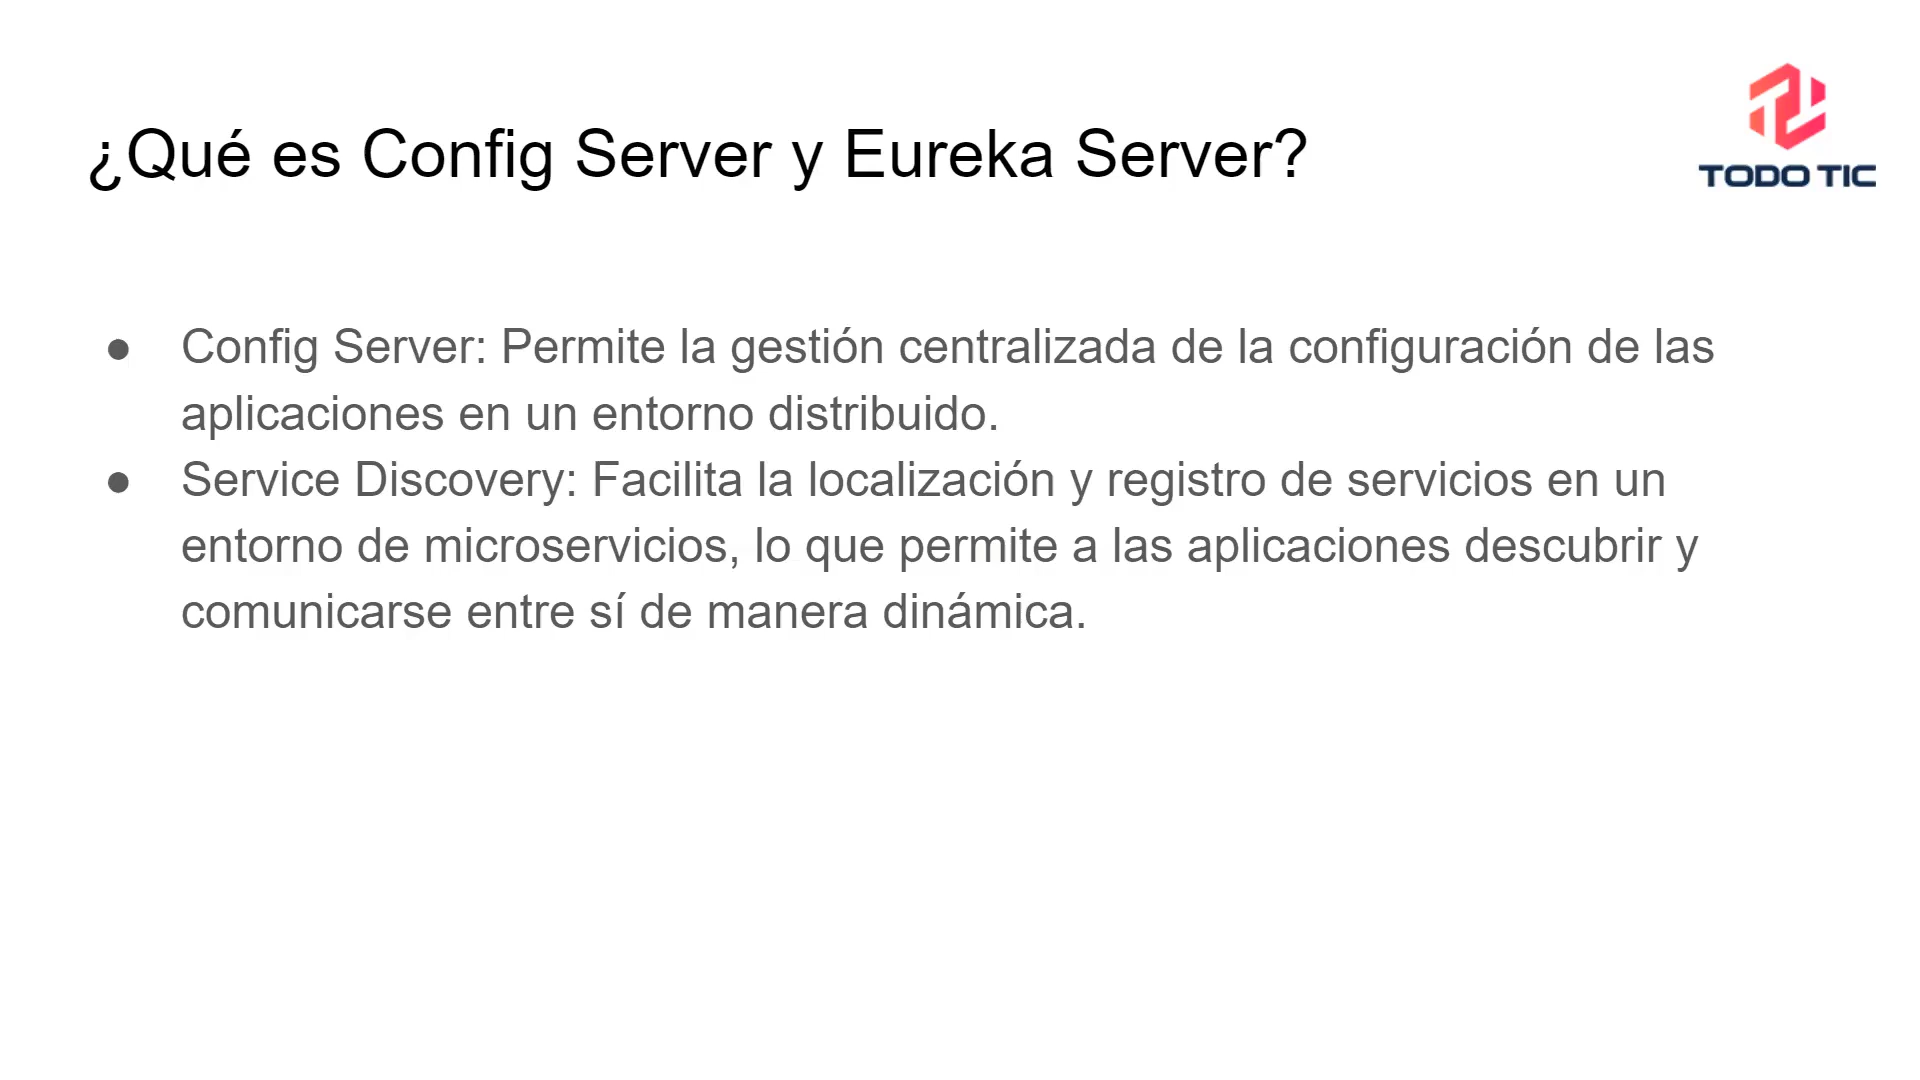 ¿Qué es Config Server y Eureka Server?
TODO TIC
● Config Server: Permite la gestión centralizada de la configuración de las
aplicaciones en un entorno distribuido.
● Service Discovery: Facilita la localización y registro de servicios en un
entorno de microservicios, lo que permite a las aplicaciones descubrir y
comunicarse entre sí de manera dinámica.